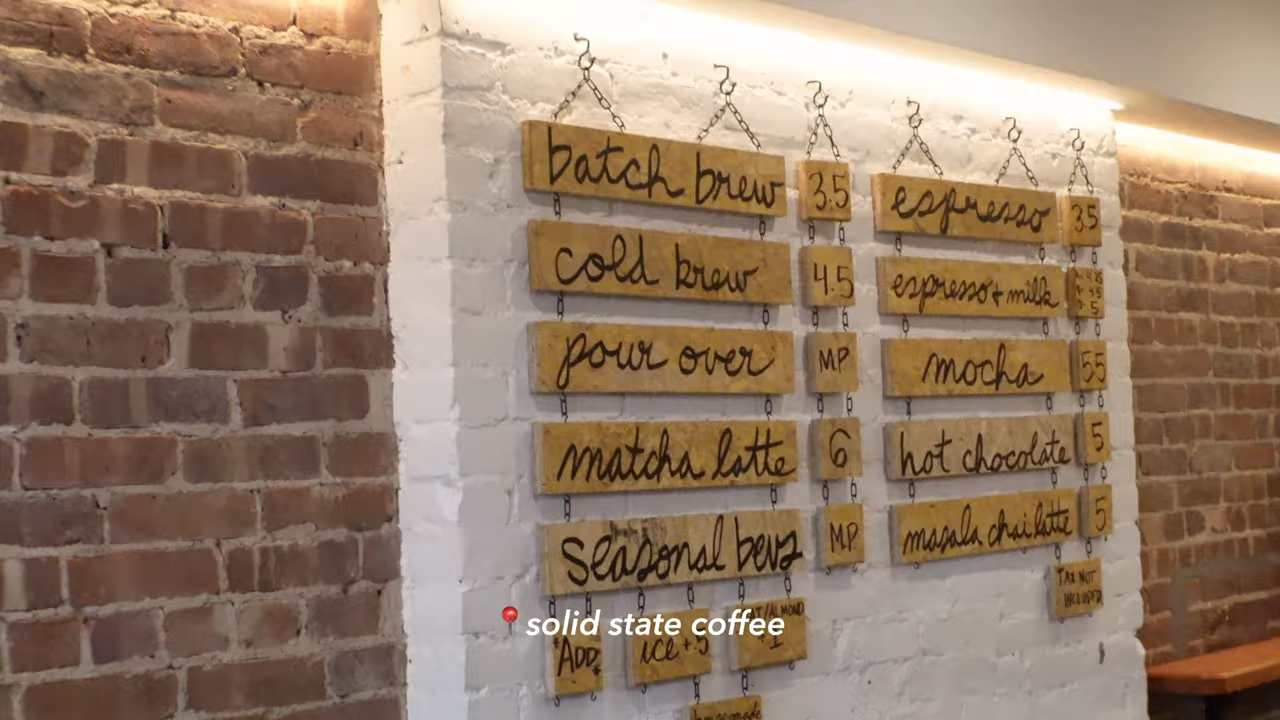 batch brew 3.5
cold brew 4.5
pour over MP
matcha latte 6
seasonal bevs MP
espresso 3.5
espresso + milk
mocha 5.5
hot chocolate 5
masala chai latte 5
TAX NOT
INCLUDED
ADD
ice +.5
/ALMOND
homemade
📍 solid state coffee